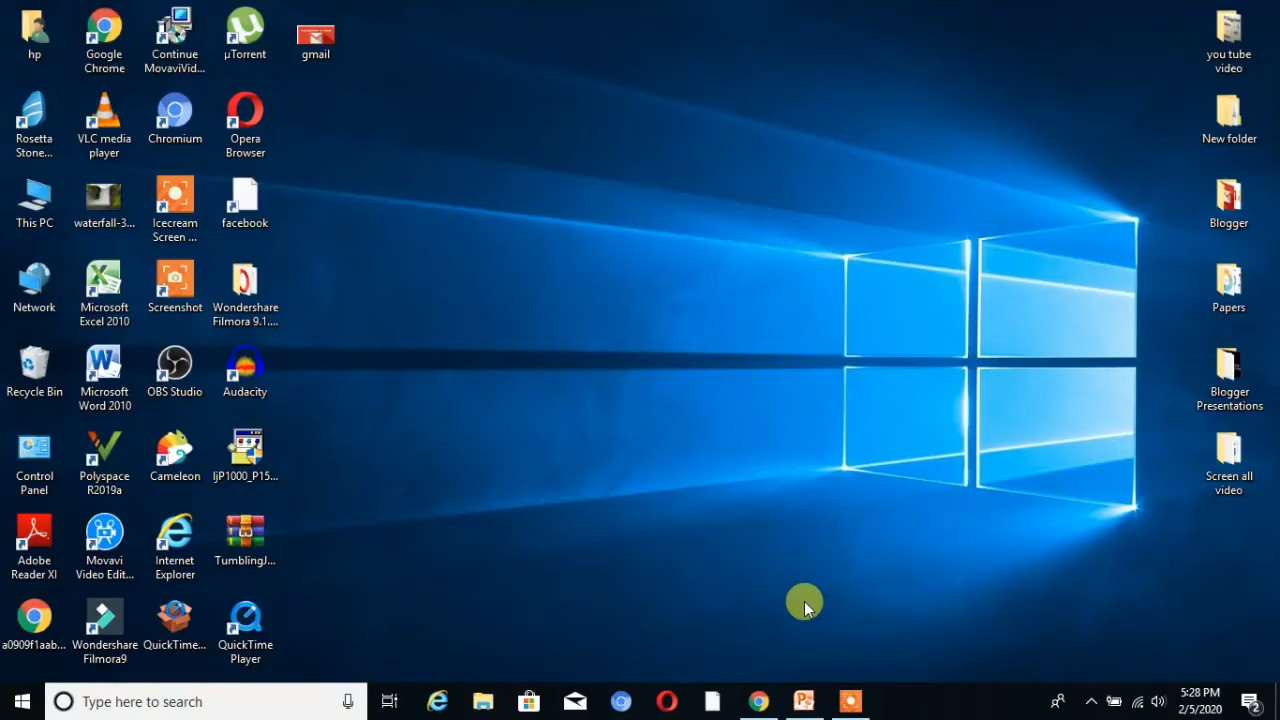 hp
Google
Chrome
Continue
MovaviVid...
µTorrent
gmail
you tube
video
Rosetta
Stone...
VLC media
player
Chromium
Opera
Browser
New folder
This PC
waterfall-3...
Icecream
Screen ...
facebook
Blogger
Network
Microsoft
Excel 2010
Screenshot
Wondershare
Filmora 9.1....
Papers
Recycle Bin
Microsoft
Word 2010
OBS Studio
Audacity
Blogger
Presentations
Control
Panel
Polyspace
R2019a
Cameleon
ljP1000_P15...
Screen all
video
Adobe
Reader XI
Movavi
Video Edit...
Internet
Explorer
TumblingJ...
a0909f1aab...
Wondershare
Filmora9
QuickTime...
QuickTime
Player
Type here to search
5:28 PM
2/5/2020
2